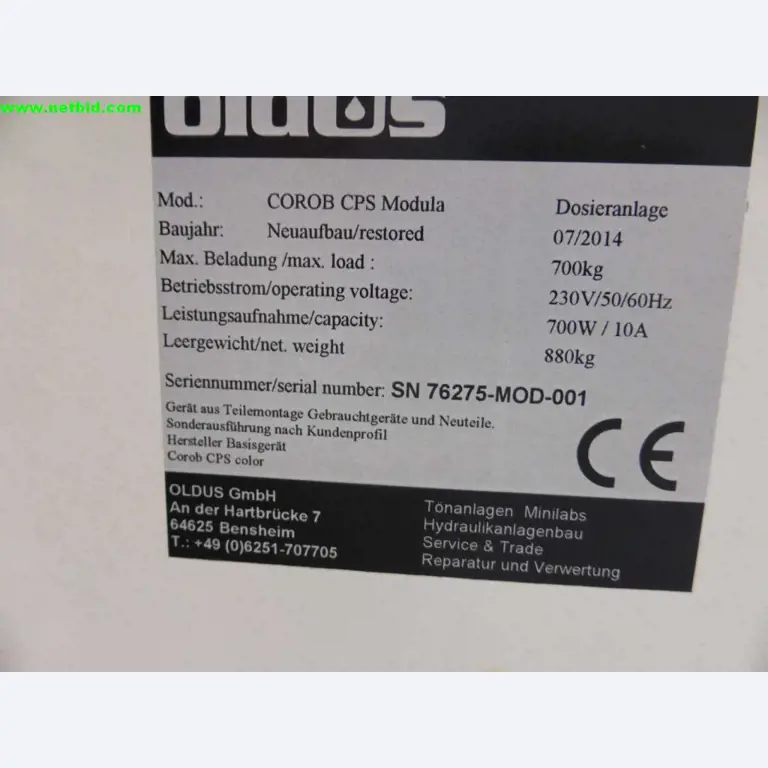 www.netbid.com
oldus
Mod.: COROB CPS Modula Dosieranlage
Baujahr: Neuaufbau/restored 07/2014
Max. Beladung /max. load : 700kg
Betriebsstrom/operating voltage: 230V/50/60Hz
Leistungsaufnahme/capacity: 700W / 10A
Leergewicht/net. weight 880kg
Seriennummer/serial number: SN 76275-MOD-001
Gerät aus Teilemontage Gebrauchtgeräte und Neuteile.
Sonderausführung nach Kundenprofil
Hersteller Basisgerät
Corob CPS color
CE
OLDUS GmbH
An der Hartbrücke 7
64625 Bensheim
T.: +49 (0)6251-707705
Tönanlagen Minilabs
Hydraulikanlagenbau
Service & Trade
Reparatur und Verwertung